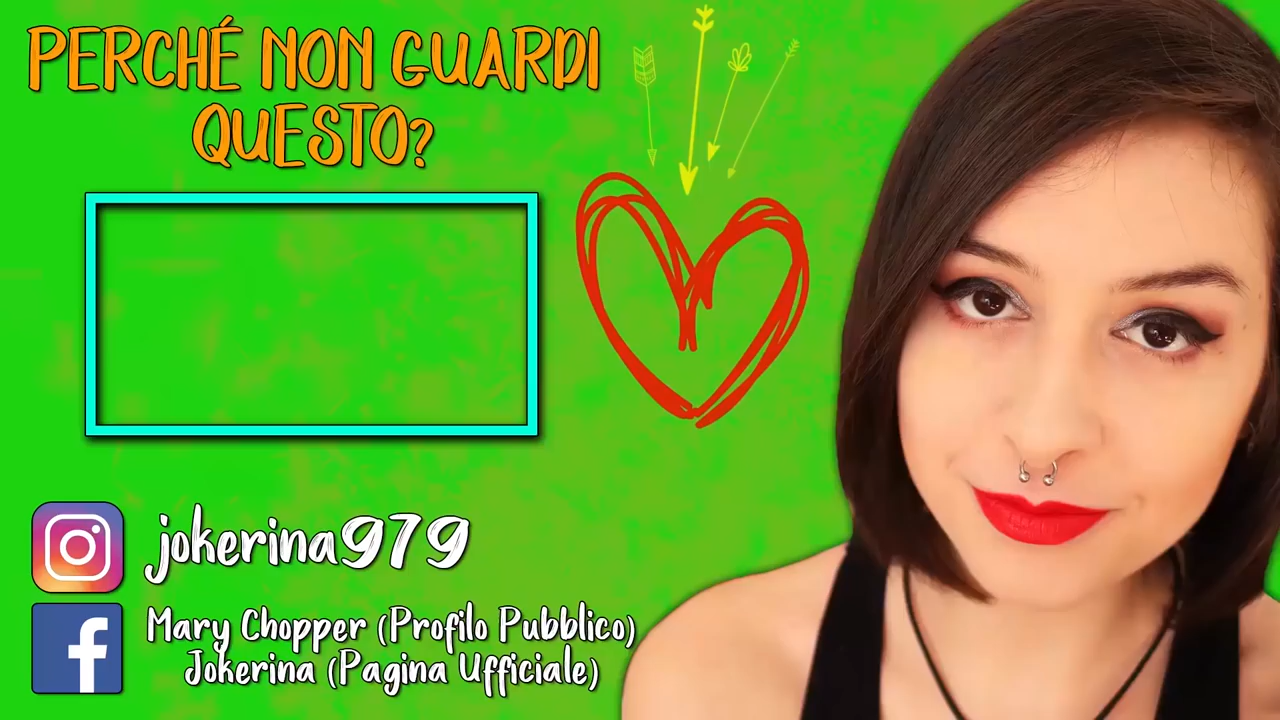 PERCHÉ NON GUARDI
QUESTO?
jokerina979
Mary Chopper (Profilo Pubblico)
Jokerina (Pagina Ufficiale)